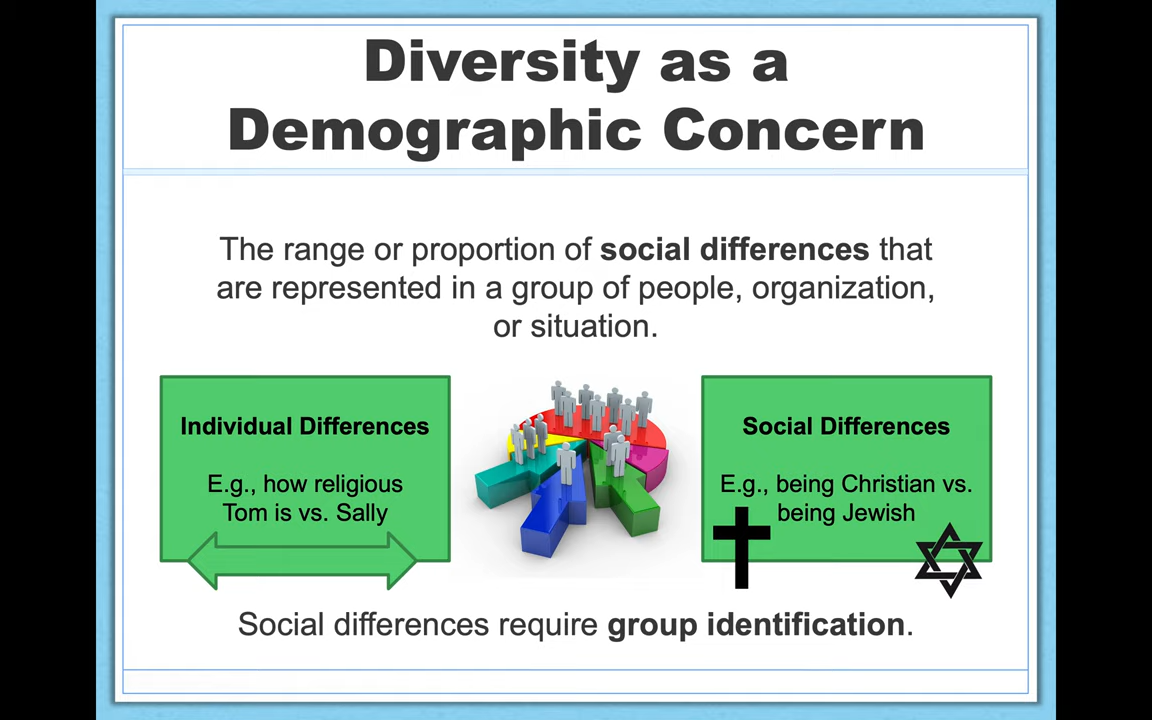 Diversity as a
Demographic Concern
The range or proportion of social differences that
are represented in a group of people, organization,
or situation.
Individual Differences
E.g., how religious
Tom is vs. Sally
Social Differences
E.g., being Christian vs.
being Jewish
Social differences require group identification.